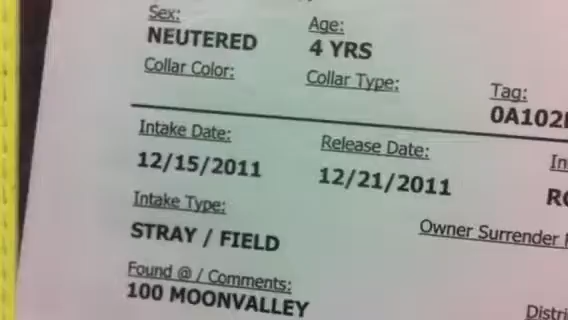 Sex: Age:
NEUTERED 4 YRS
Collar Color: Collar Type: Tag:
Intake Date: Release Date:
12/15/2011 12/21/2011
Intake Type:
STRAY / FIELD Owner Surrender
Found @ / Comments:
100 MOONVALLEY